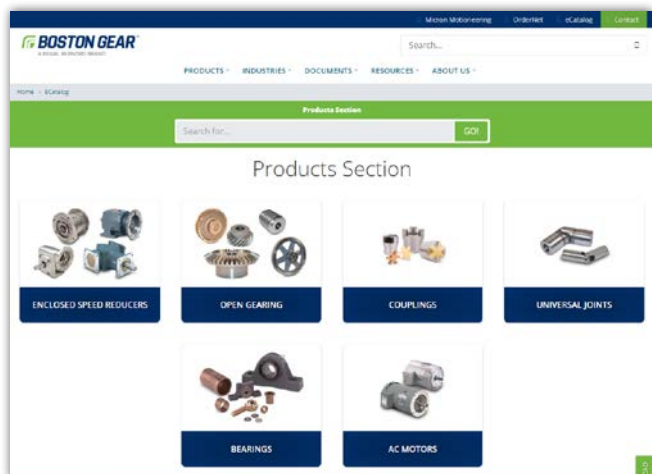 Micron Motioneering OrderNet eCatalog Contact
BOSTON GEAR
Search...
PRODUCTS INDUSTRIES DOCUMENTS RESOURCES ABOUT US
Home > ECatalog
Products Section
Search for... GO!
Products Section
ENCLOSED SPEED REDUCERS OPEN GEARING COUPLINGS UNIVERSAL JOINTS
BEARINGS AC MOTORS